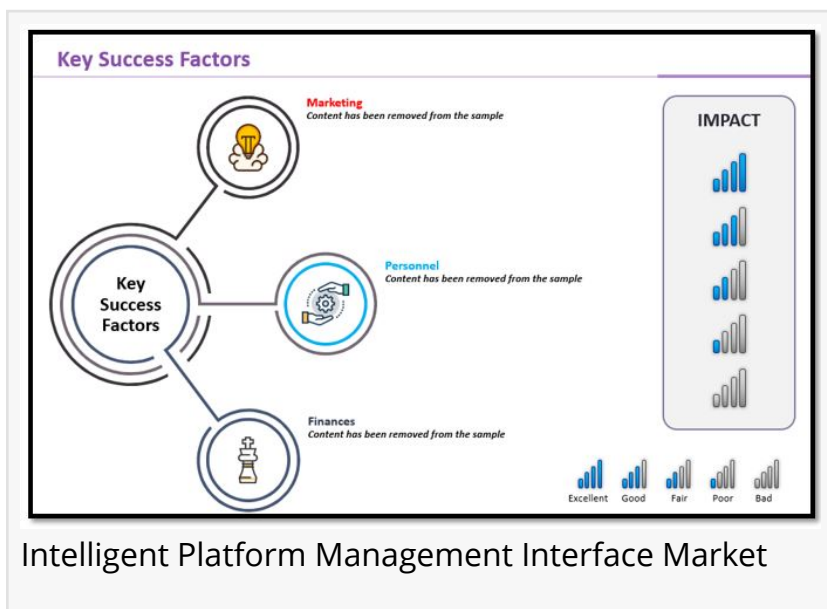 Key Success Factors
Marketing
Content has been removed from the sample
IMPACT
Key
Success
Factors
Personnel
Content has been removed from the sample
Finances
Content has been removed from the sample
Excellent Good Fair Poor Bad
Intelligent Platform Management Interface Market